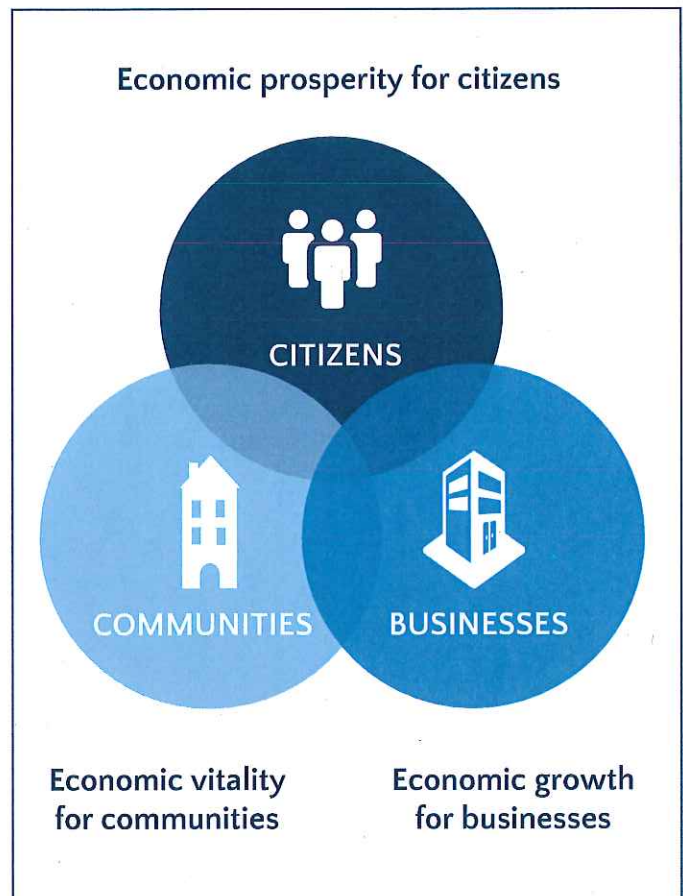 Economic prosperity for citizens
CITIZENS
COMMUNITIES
BUSINESSES
Economic vitality
for communities
Economic growth
for businesses